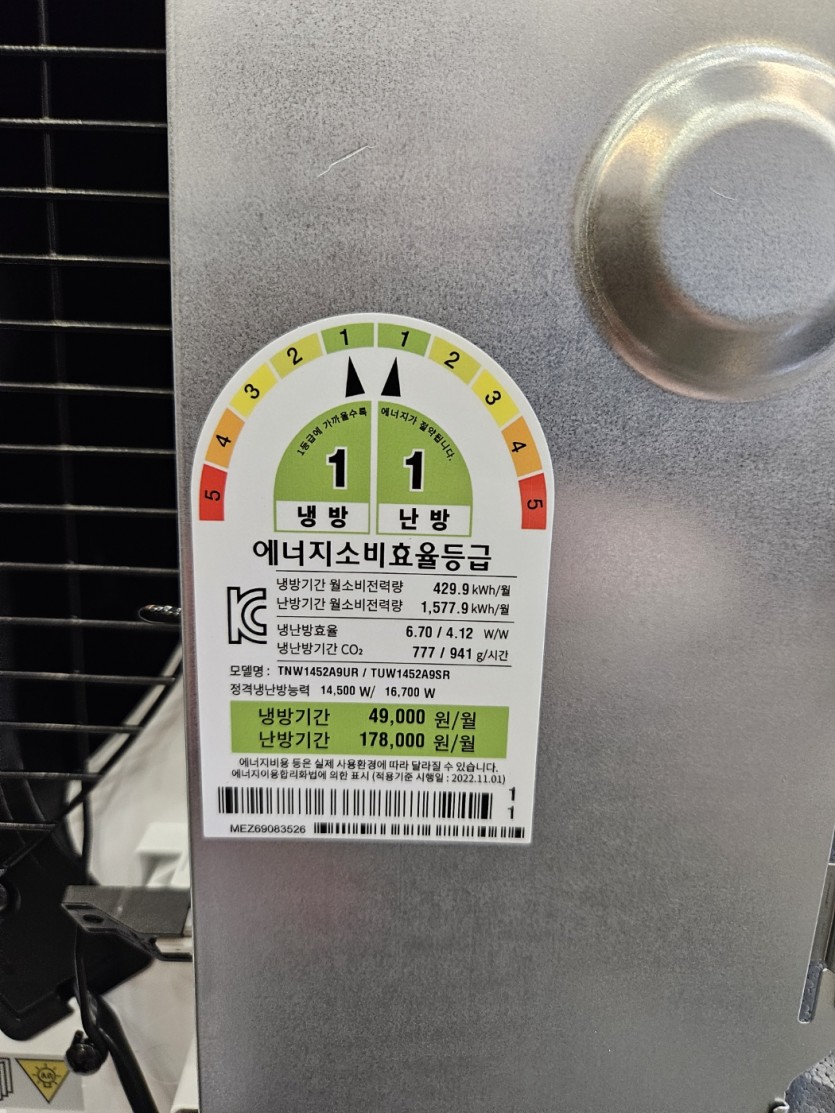 5 4 3 2 1 1 2 3 4 5
1등급에 가까울수록 에너지가 절약됩니다.
1 1
냉방 난방
에너지소비효율등급
냉방기간 월소비전력량 429.9 kWh/월
난방기간 월소비전력량 1,577.9 kWh/월
냉난방효율 6.70 / 4.12 W/W
냉난방기간 CO₂ 777 / 941 g/시간
모델명 : TNW1452A9UR / TUW1452A9SR
정격냉난방능력 14,500 W/ 16,700 W
냉방기간 49,000 원/월
난방기간 178,000 원/월
에너지비용 등은 실제 사용환경에 따라 달라질 수 있습니다.
에너지이용합리화법에 의한 표시 (적용기준 시행일 : 2022.11.01)
1
1
MEZ69083526